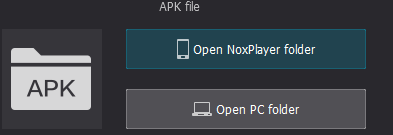 APK file
Open NoxPlayer folder
APK
Open PC folder